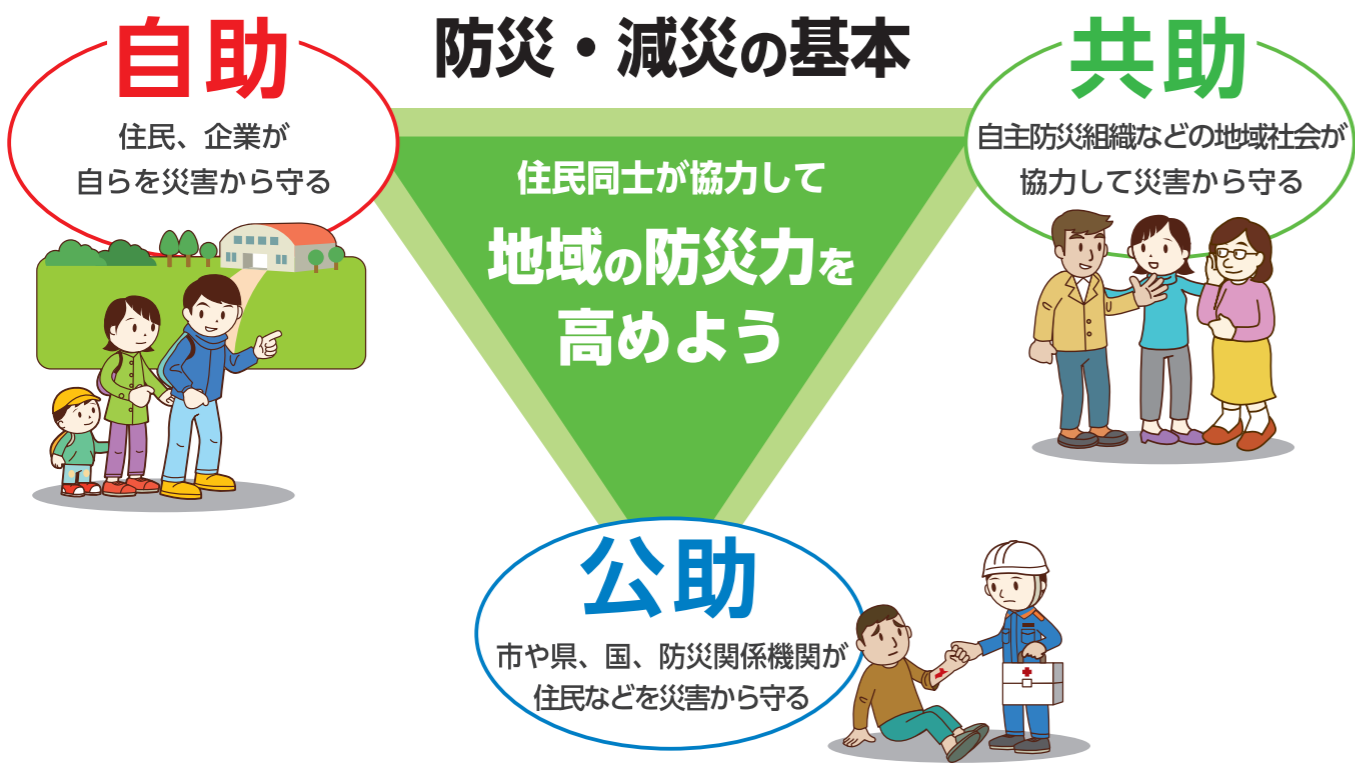 防災・減災の基本
自助
住民、企業が
自らを災害から守る
共助
自主防災組織などの地域社会が
協力して災害から守る
住民同士が協力して
地域の防災力を
高めよう
公助
市や県、国、防災関係機関が
住民などを災害から守る